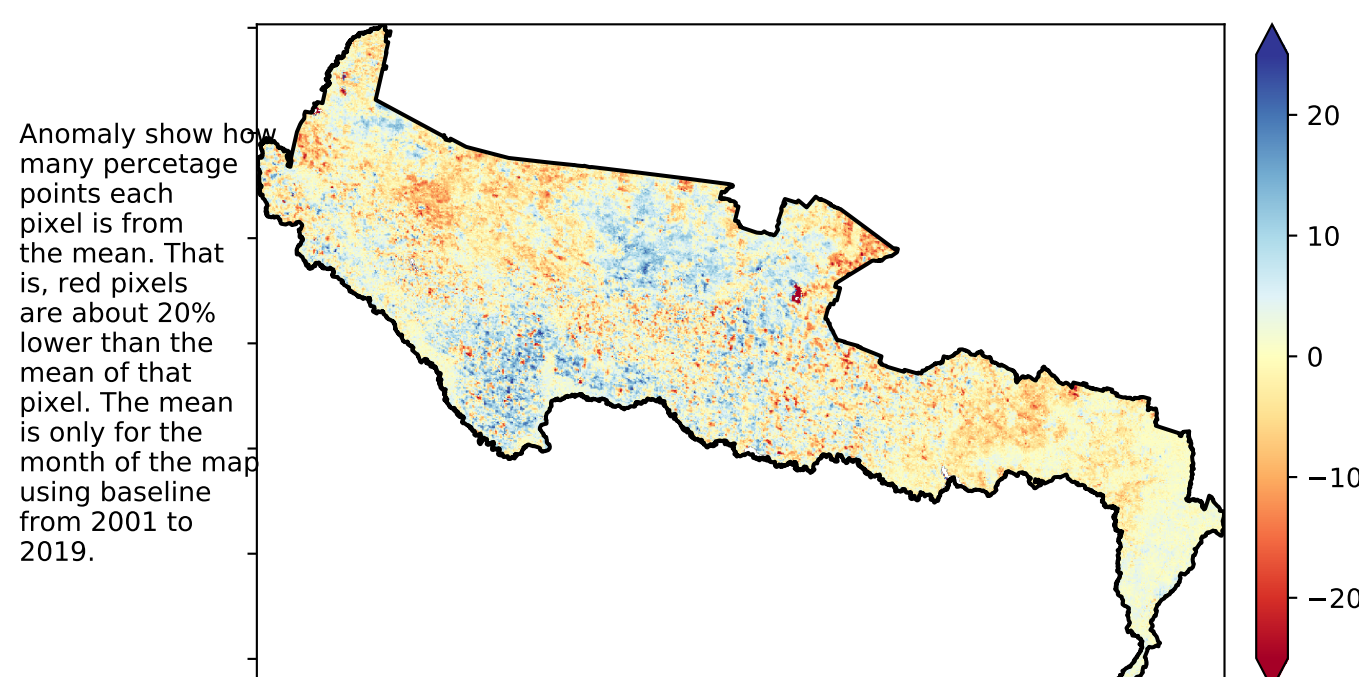 Anomaly show how
many percetage
points each
pixel is from
the mean. That
is, red pixels
are about 20%
lower than the
mean of that
pixel. The mean
is only for the
month of the map
using baseline
from 2001 to
2019.
20
10
0
−10
−20